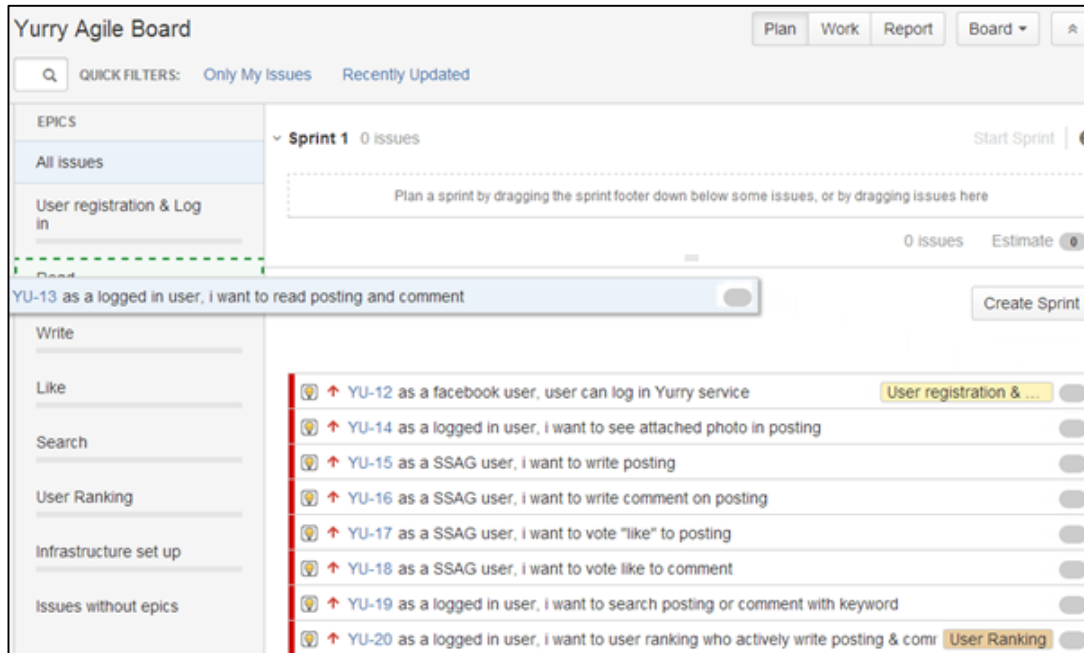 Yurry Agile Board
Plan Work Report Board
QUICK FILTERS: Only My Issues Recently Updated
EPICS
All issues
User registration & Log
in
Read
Write
Like
Search
User Ranking
Infrastructure set up
Issues without epics
Sprint 1 0 issues
Start Sprint
Plan a sprint by dragging the sprint footer down below some issues, or by dragging issues here
0 issues Estimate 0
YU-13 as a logged in user, i want to read posting and comment
Create Sprint
YU-12 as a facebook user, user can log in Yurry service User registration & ...
YU-14 as a logged in user, i want to see attached photo in posting
YU-15 as a SSAG user, i want to write posting
YU-16 as a SSAG user, i want to write comment on posting
YU-17 as a SSAG user, i want to vote "like" to posting
YU-18 as a SSAG user, i want to vote like to comment
YU-19 as a logged in user, i want to search posting or comment with keyword
YU-20 as a logged in user, i want to user ranking who actively write posting & comm User Ranking